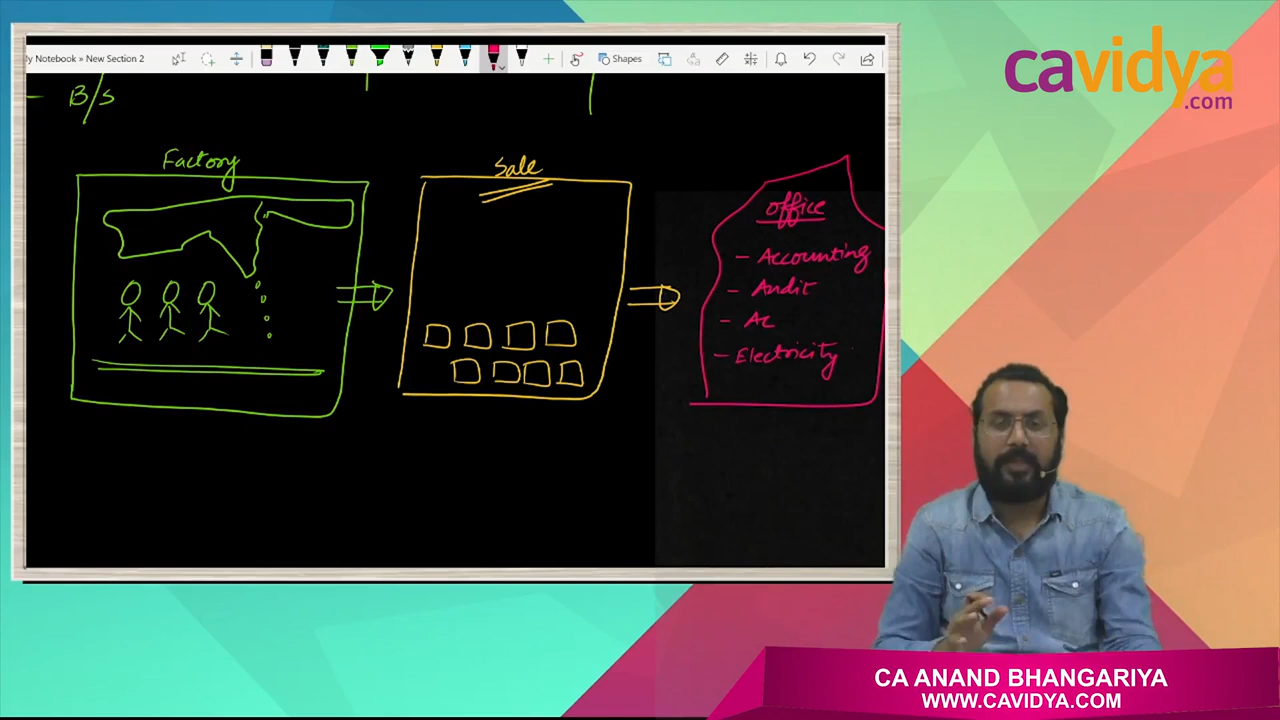 My Notebook » New Section 2
Shapes
cavidya
.com
- B/s
Factory
Sale
office
- Accounting
- Audit
- Ac
- Electricity
CA ANAND BHANGARIYA
WWW.CAVIDYA.COM